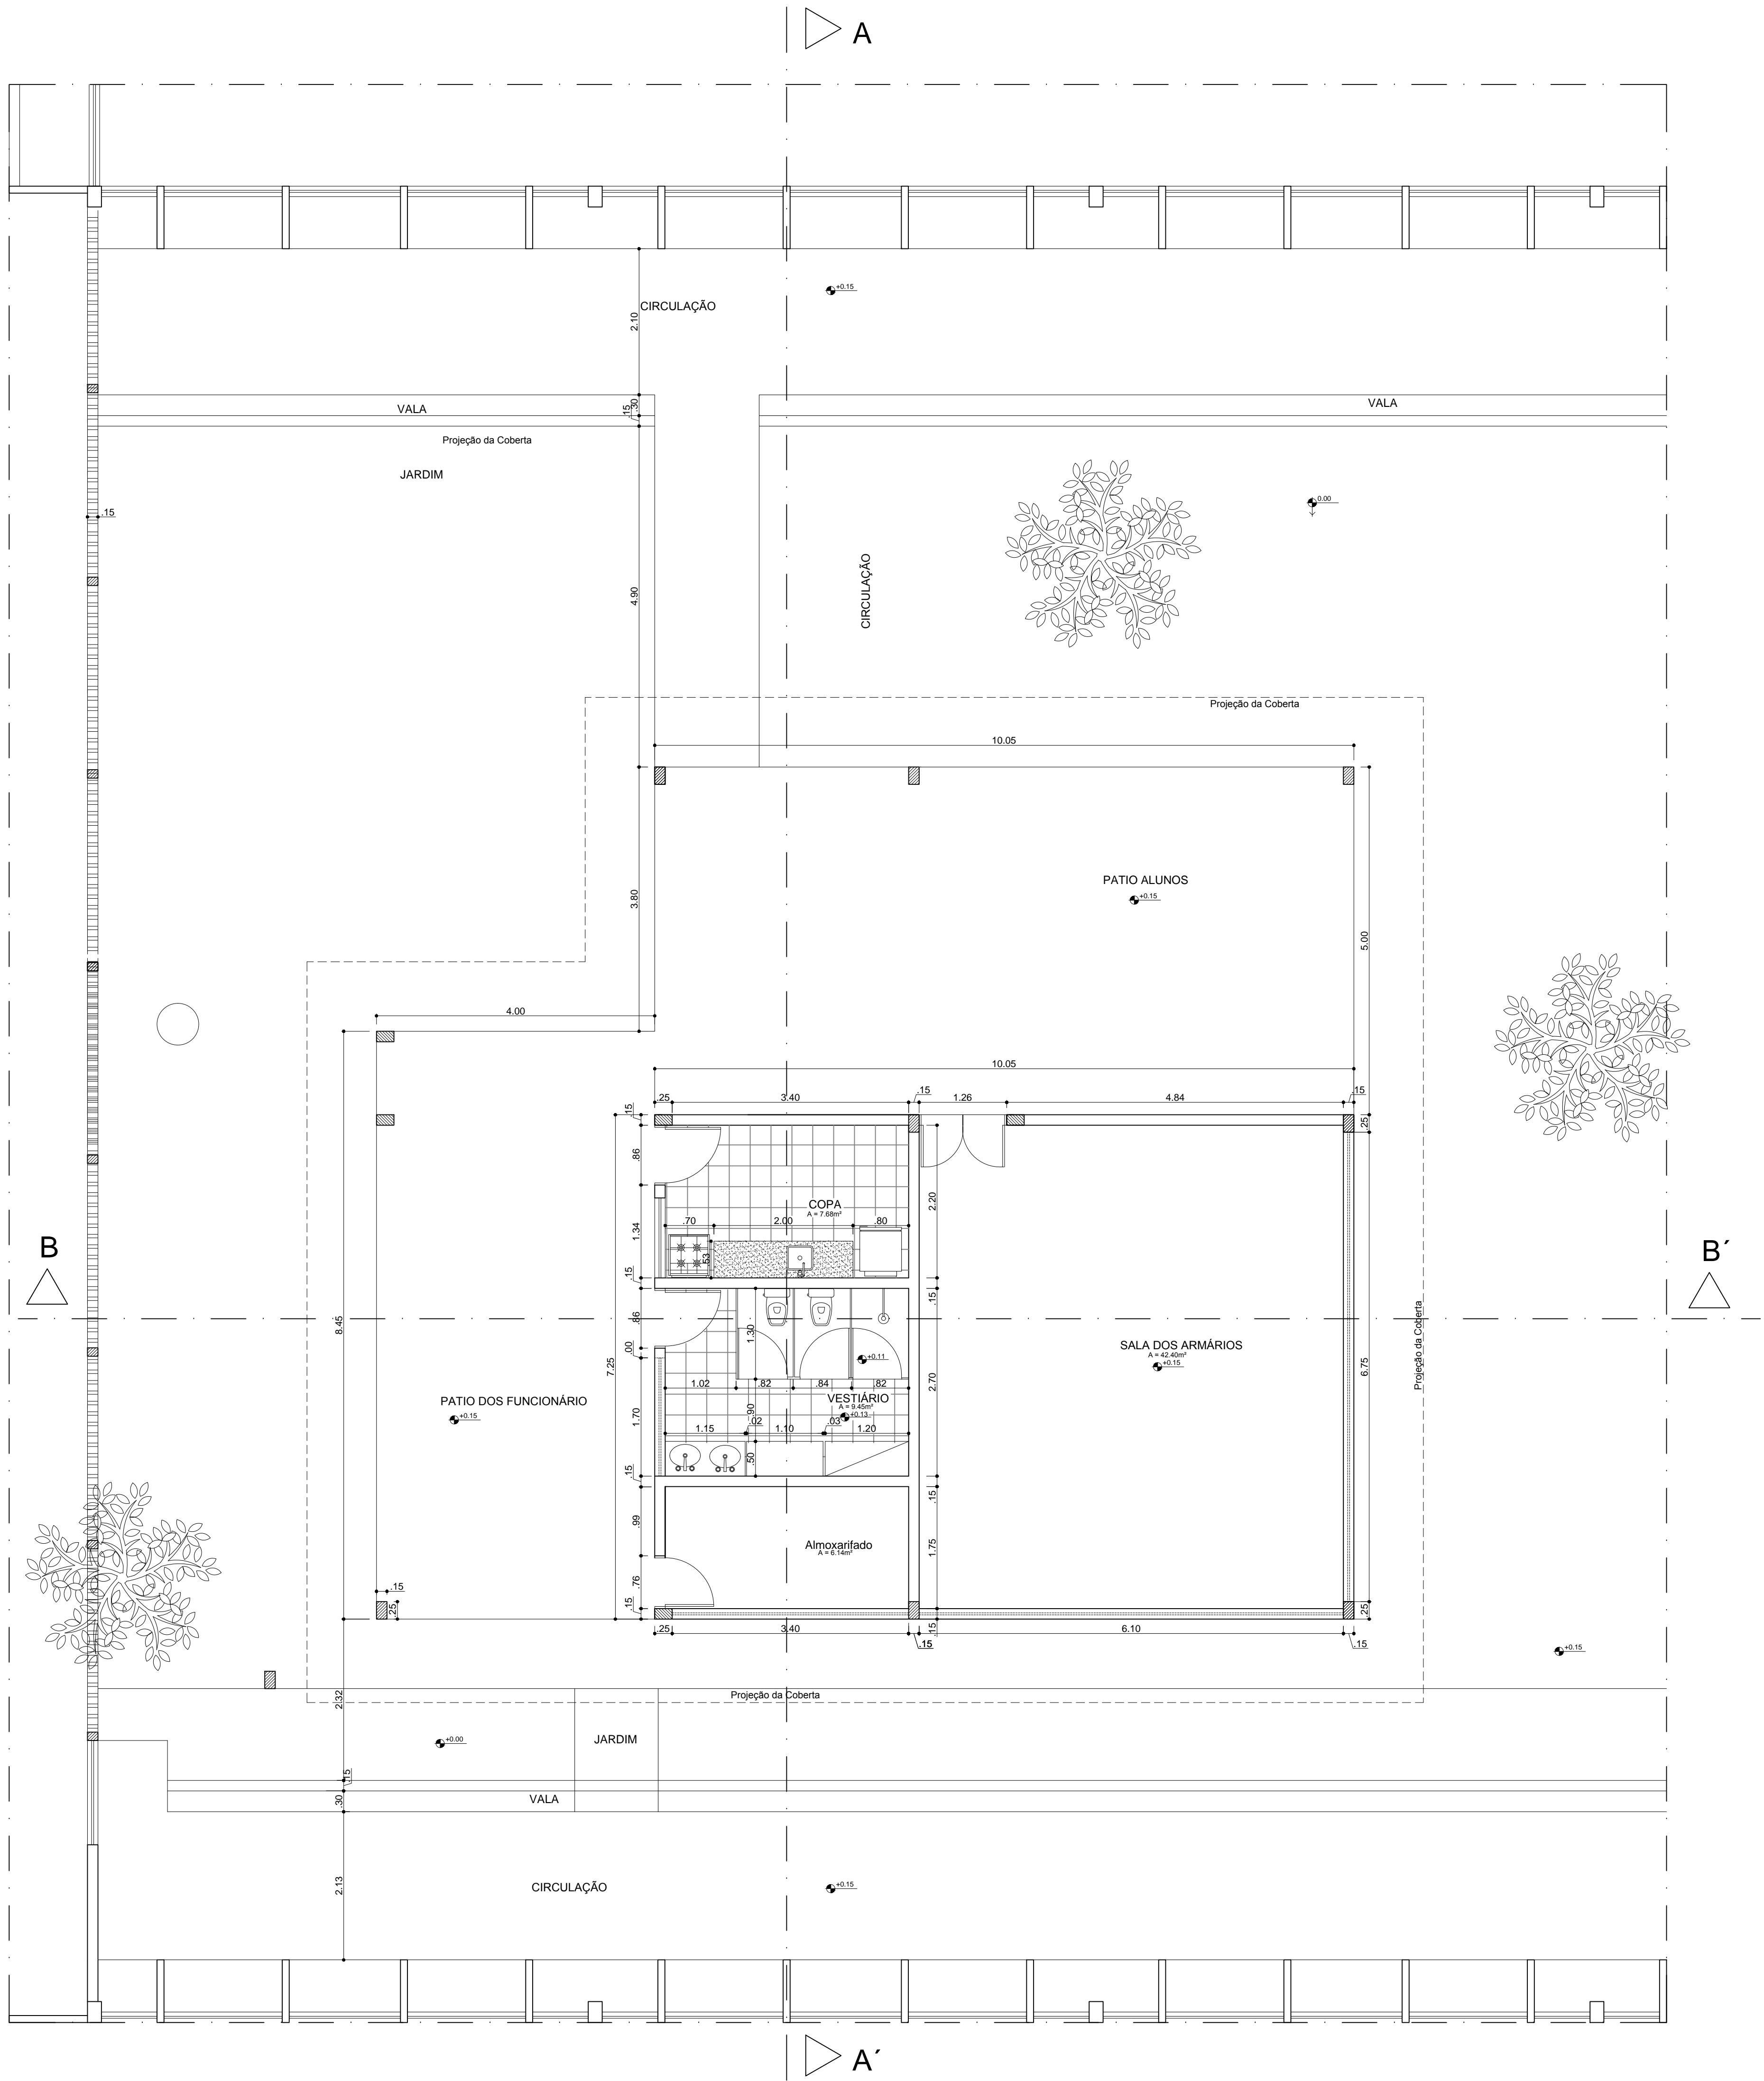 A
+0.15
CIRCULAÇÃO
2.10
VALA
.30
.15
VALA
Projeção da Coberta
JARDIM
0.00
.15
4.90
CIRCULAÇÃO
Projeção da Coberta
10.05
PATIO ALUNOS
+0.15
3.80
5.00
4.00
10.05
.15
.25
3.40
.15
1.26
4.84
.15
.25
.86
COPA
A = 7.68m²
2.20
.70
2.00
.80
1.34
.53
B
B´
.15
.15
.86
1.30
8.45
7.25
.00
+0.11
SALA DOS ARMÁRIOS
A = 42.40m²
+0.15
Projeção da Coberta
6.75
1.02
.82
.84
.82
2.70
PATIO DOS FUNCIONÁRIO
+0.15
VESTIÁRIO
A = 9.45m²
+0.13
1.70
.90
1.15
.02
1.10
.03
1.20
.50
.15
.15
.99
Almoxarifado
A = 6.14m²
1.75
.76
.15
.25
.15
.25
.15
.25
3.40
.15
6.10
.15
+0.15
2.32
Projeção da Coberta
+0.00
JARDIM
.15
.30
VALA
2.13
CIRCULAÇÃO
+0.15
A´